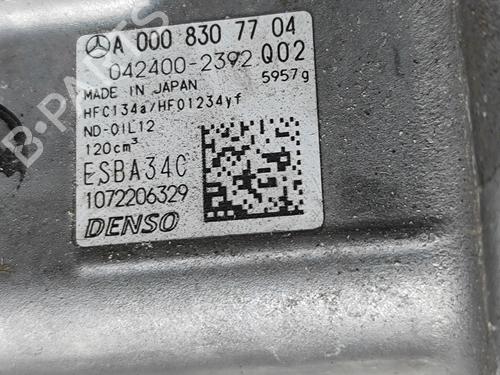 A 000 830 77 04
042400-2392 Q02
MADE IN JAPAN 5957g
HFC134a/HFO1234yf
ND-OIL12
120cm³
ESBA34C
1072206329
DENSO
B-PARTS